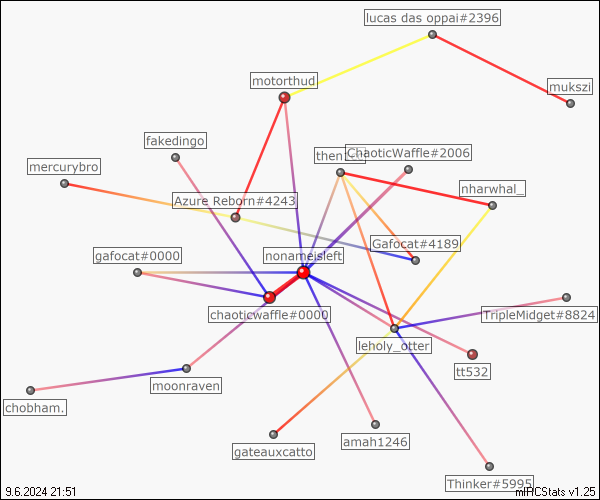 lucas das oppai#2396
motorthud
mukszi
fakedingo
ChaoticWaffle#2006
mercurybro
nharwhal_
Azure Reborn#4243
Gafocat#4189
gafocat#0000
nonameisleft
chaoticwaffle#0000
TripleMidget#8824
leholy_otter
tt532
moonraven
chobham.
amah1246
gateauxcatto
Thinker#5995
9.6.2024 21:51
mIRCStats v1.25